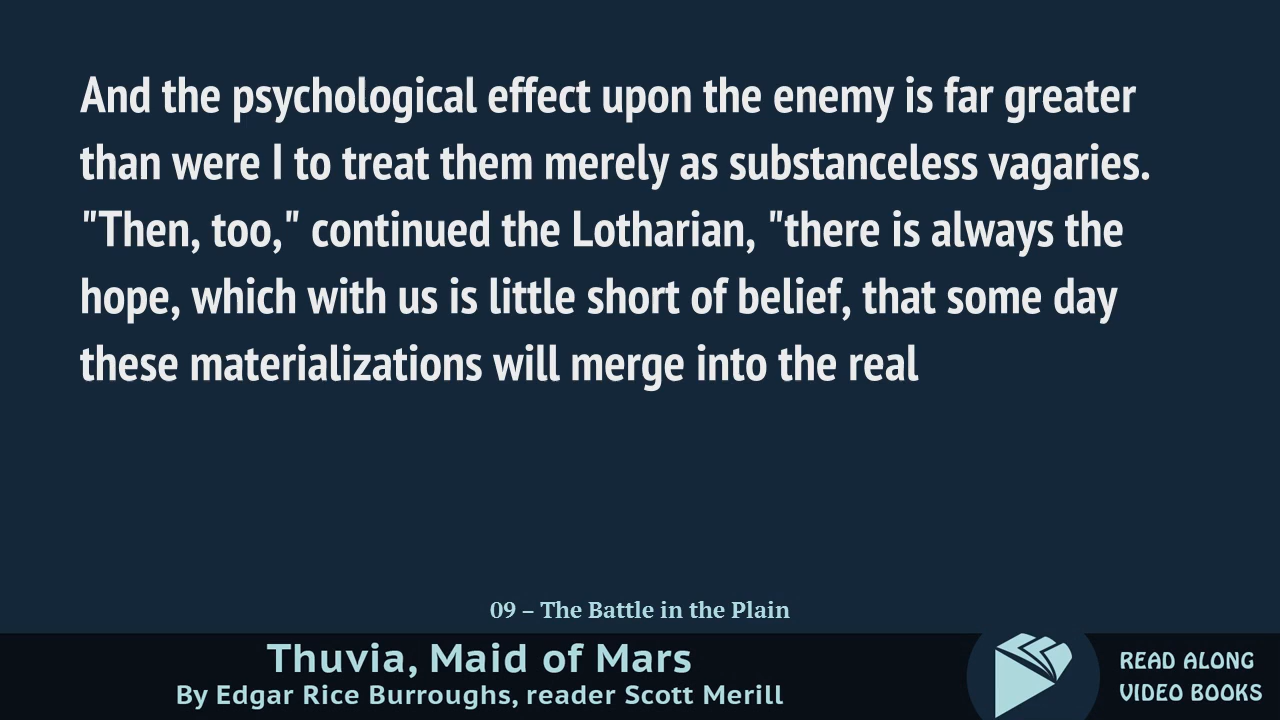 And the psychological effect upon the enemy is far greater
than were I to treat them merely as substanceless vagaries.
"Then, too," continued the Lotharian, "there is always the
hope, which with us is little short of belief, that some day
these materializations will merge into the real
09 – The Battle in the Plain
Thuvia, Maid of Mars
By Edgar Rice Burroughs, reader Scott Merill
READ ALONG
VIDEO BOOKS